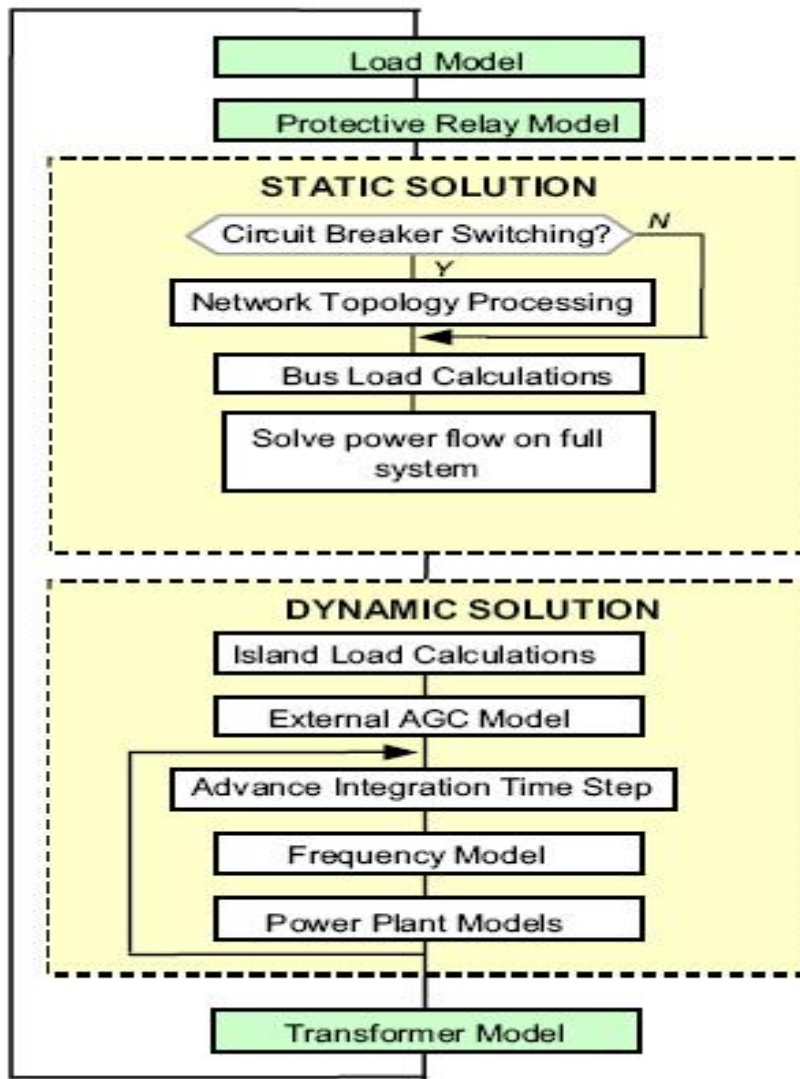 Load Model
Protective Relay Model
STATIC SOLUTION
Circuit Breaker Switching?
N
Y
Network Topology Processing
Bus Load Calculations
Solve power flow on full
system
DYNAMIC SOLUTION
Island Load Calculations
External AGC Model
Advance Integration Time Step
Frequency Model
Power Plant Models
Transformer Model